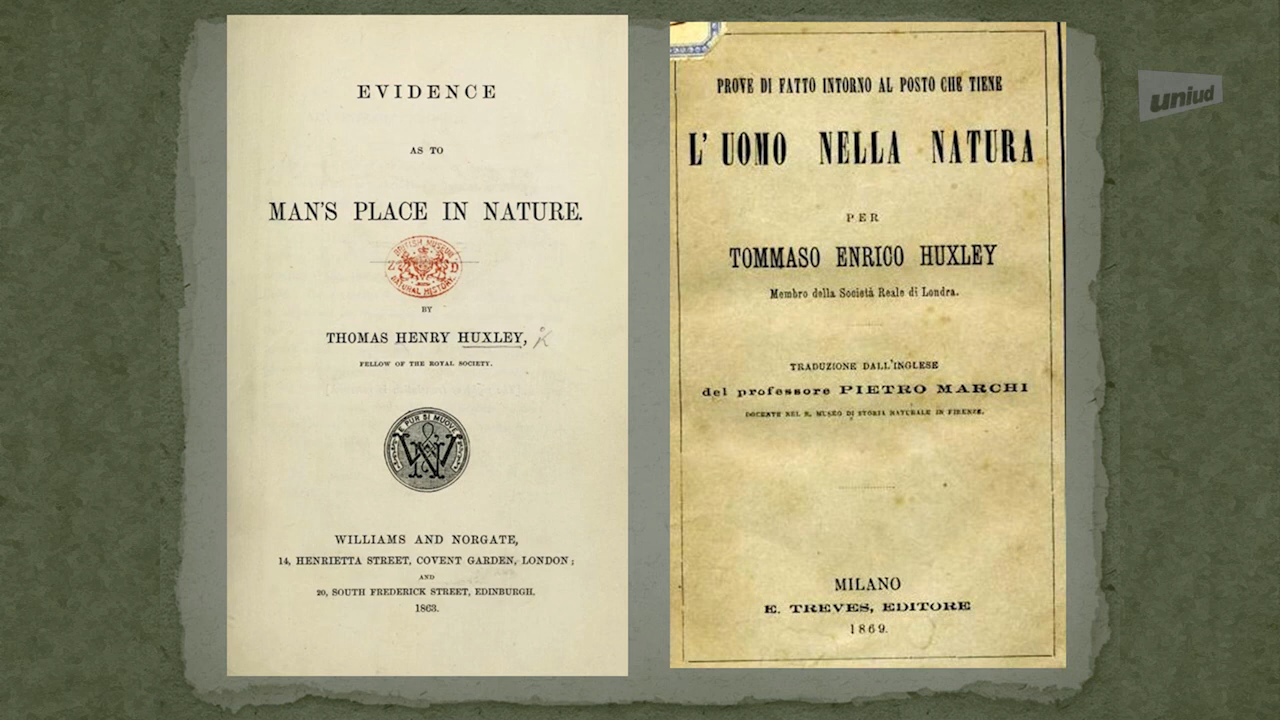 EVIDENCE
AS TO
MAN'S PLACE IN NATURE.
BRITISH MUSEUM
Z D
NATURAL HISTORY.
BY
THOMAS HENRY HUXLEY,
FELLOW OF THE ROYAL SOCIETY.
E PUR SI MUOVE
WILLIAMS AND NORGATE,
14, HENRIETTA STREET, COVENT GARDEN, LONDON;
AND
20, SOUTH FREDERICK STREET, EDINBURGH.
1863.
PROVE DI FATTO INTORNO AL POSTO CHE TIENE
L' UOMO NELLA NATURA
PER
TOMMASO ENRICO HUXLEY
Membro della Società Reale di Londra.
TRADUZIONE DALL'INGLESE
del professore PIETRO MARCHI
DOCENTE NEL R. MUSEO DI STORIA NATURALE IN FIRENZE.
MILANO
E. TREVES, EDITORE
1869.
uniud